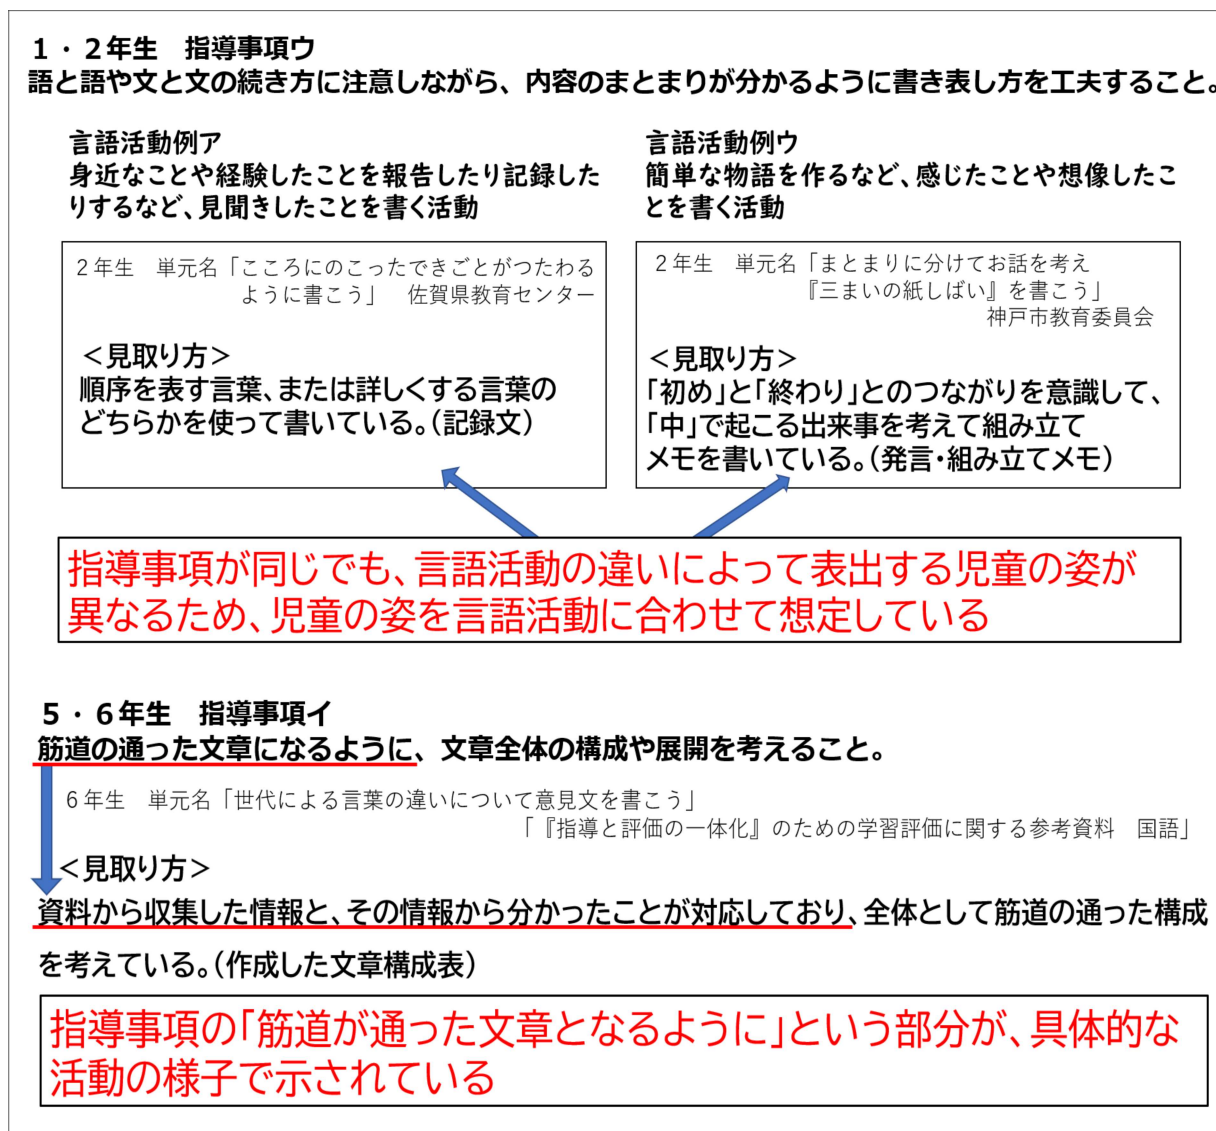 １・２年生　指導事項ウ
語と語や文と文の続き方に注意しながら、内容のまとまりが分かるように書き表し方を工夫すること。
言語活動例ア
身近なことや経験したことを報告したり記録した
りするなど、見聞きしたことを書く活動
２年生　単元名「こころにのこったできごとがつたわる
ように書こう」　佐賀県教育センター
＜見取り方＞
順序を表す言葉、または詳しくする言葉の
どちらかを使って書いている。（記録文）
言語活動例ウ
簡単な物語を作るなど、感じたことや想像したこ
とを書く活動
２年生　単元名「まとまりに分けてお話を考え
『三まいの紙しばい』を書こう」
神戸市教育委員会
＜見取り方＞
「初め」と「終わり」とのつながりを意識して、
「中」で起こる出来事を考えて組み立て
メモを書いている。（発言・組み立てメモ）
指導事項が同じでも、言語活動の違いによって表出する児童の姿が
異なるため、児童の姿を言語活動に合わせて想定している
５・６年生　指導事項イ
筋道の通った文章になるように、文章全体の構成や展開を考えること。
６年生　単元名「世代による言葉の違いについて意見文を書こう」
「『指導と評価の一体化』のための学習評価に関する参考資料　国語」
＜見取り方＞
資料から収集した情報と、その情報から分かったことが対応しており、全体として筋道の通った構成
を考えている。（作成した文章構成表）
指導事項の「筋道が通った文章となるように」という部分が、具体的な
活動の様子で示されている